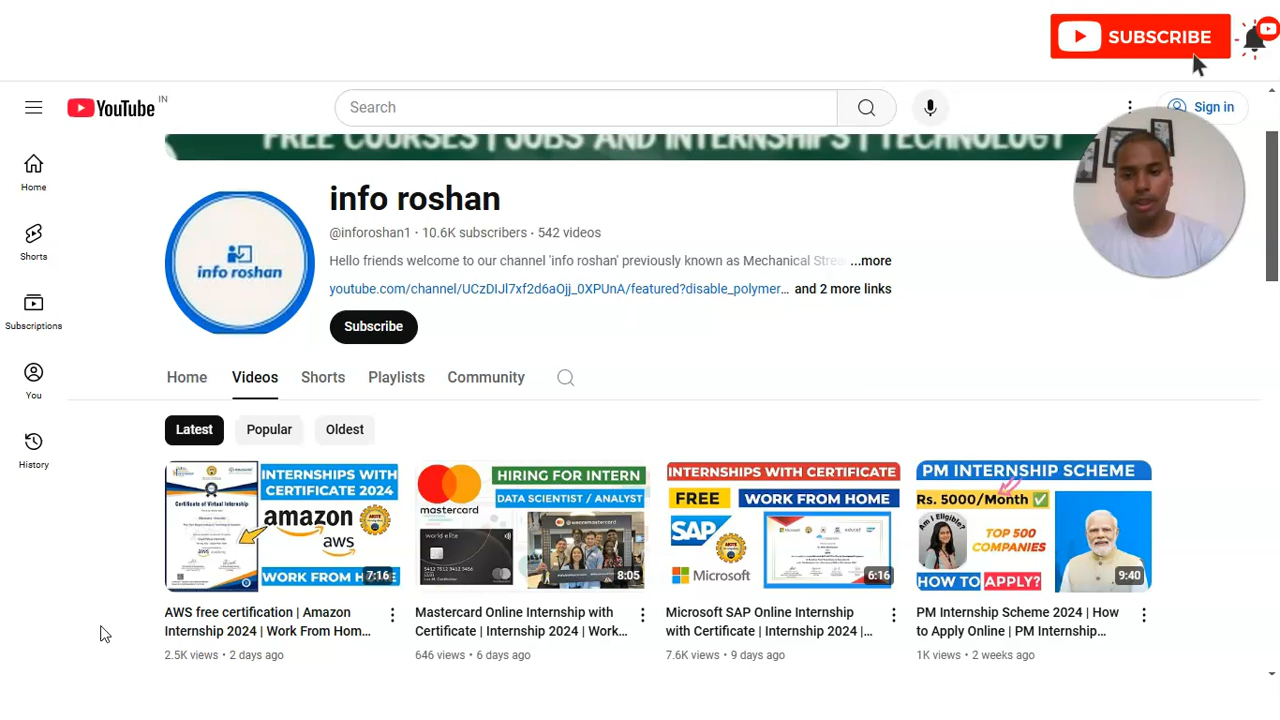 SUBSCRIBE
YouTube IN
Search
Sign in
Home
Shorts
Subscriptions
You
History
FREE COURSES | JOBS AND INTERNSHIPS | TECHNOLOGY
info roshan
info roshan
@inforoshan1 • 10.6K subscribers • 542 videos
Hello friends welcome to our channel 'info roshan' previously known as Mechanical Strea ...more
youtube.com/channel/UCzDIJl7xf2d6aOjj_0XPUnA/featured?disable_polymer... and 2 more links
Subscribe
Home Videos Shorts Playlists Community
Latest Popular Oldest
Certificate of Virtual Internship
INTERNSHIPS WITH
CERTIFICATE 2024
amazon
aws
WORK FROM HOME
7:16
AWS free certification | Amazon
Internship 2024 | Work From Hom...
2.5K views • 2 days ago
HIRING FOR INTERN
DATA SCIENTIST / ANALYST
mastercard
world elite
8:05
Mastercard Online Internship with
Certificate | Internship 2024 | Work...
646 views • 6 days ago
INTERNSHIPS WITH CERTIFICATE
FREE WORK FROM HOME
SAP
Microsoft
6:16
Microsoft SAP Online Internship
with Certificate | Internship 2024 |...
7.6K views • 9 days ago
PM INTERNSHIP SCHEME
Rs. 5000/Month
Am I Eligible?
TOP 500
COMPANIES
HOW TO APPLY?
9:40
PM Internship Scheme 2024 | How
to Apply Online | PM Internship...
1K views • 2 weeks ago